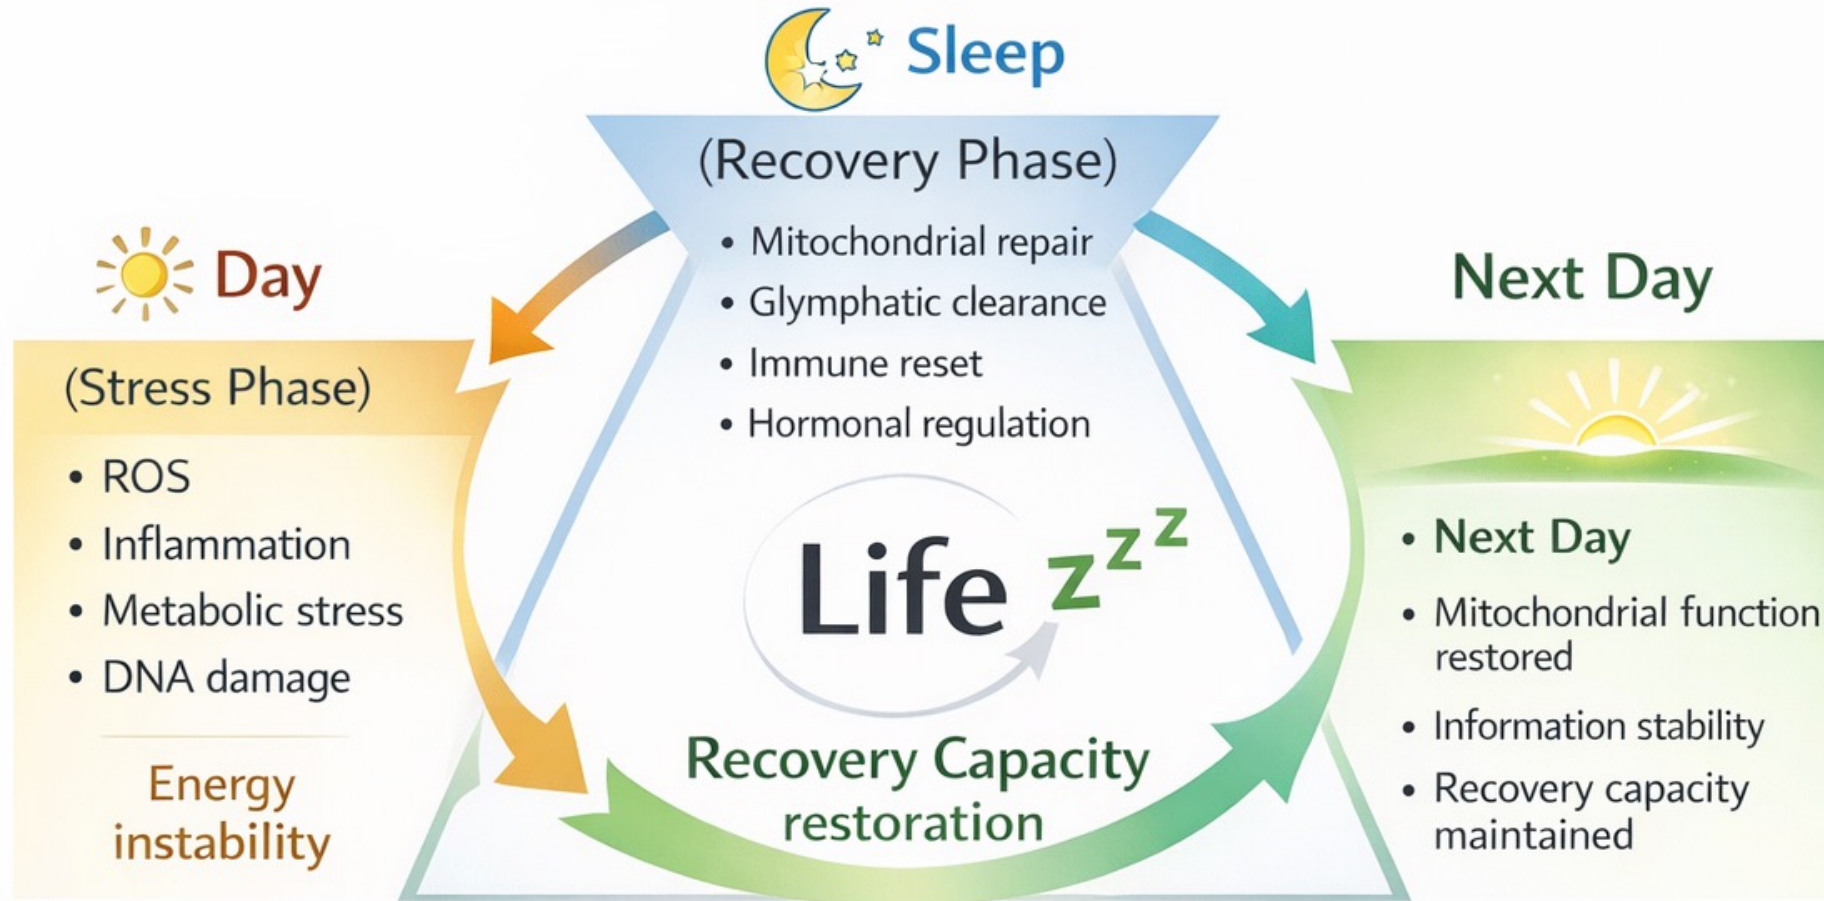 Sleep
(Recovery Phase)
• Mitochondrial repair
• Glymphatic clearance
• Immune reset
• Hormonal regulation
Day
(Stress Phase)
• ROS
• Inflammation
• Metabolic stress
• DNA damage
Energy
instability
Life zzz
Recovery Capacity
restoration
Next Day
• Next Day
• Mitochondrial function
restored
• Information stability
• Recovery capacity
maintained